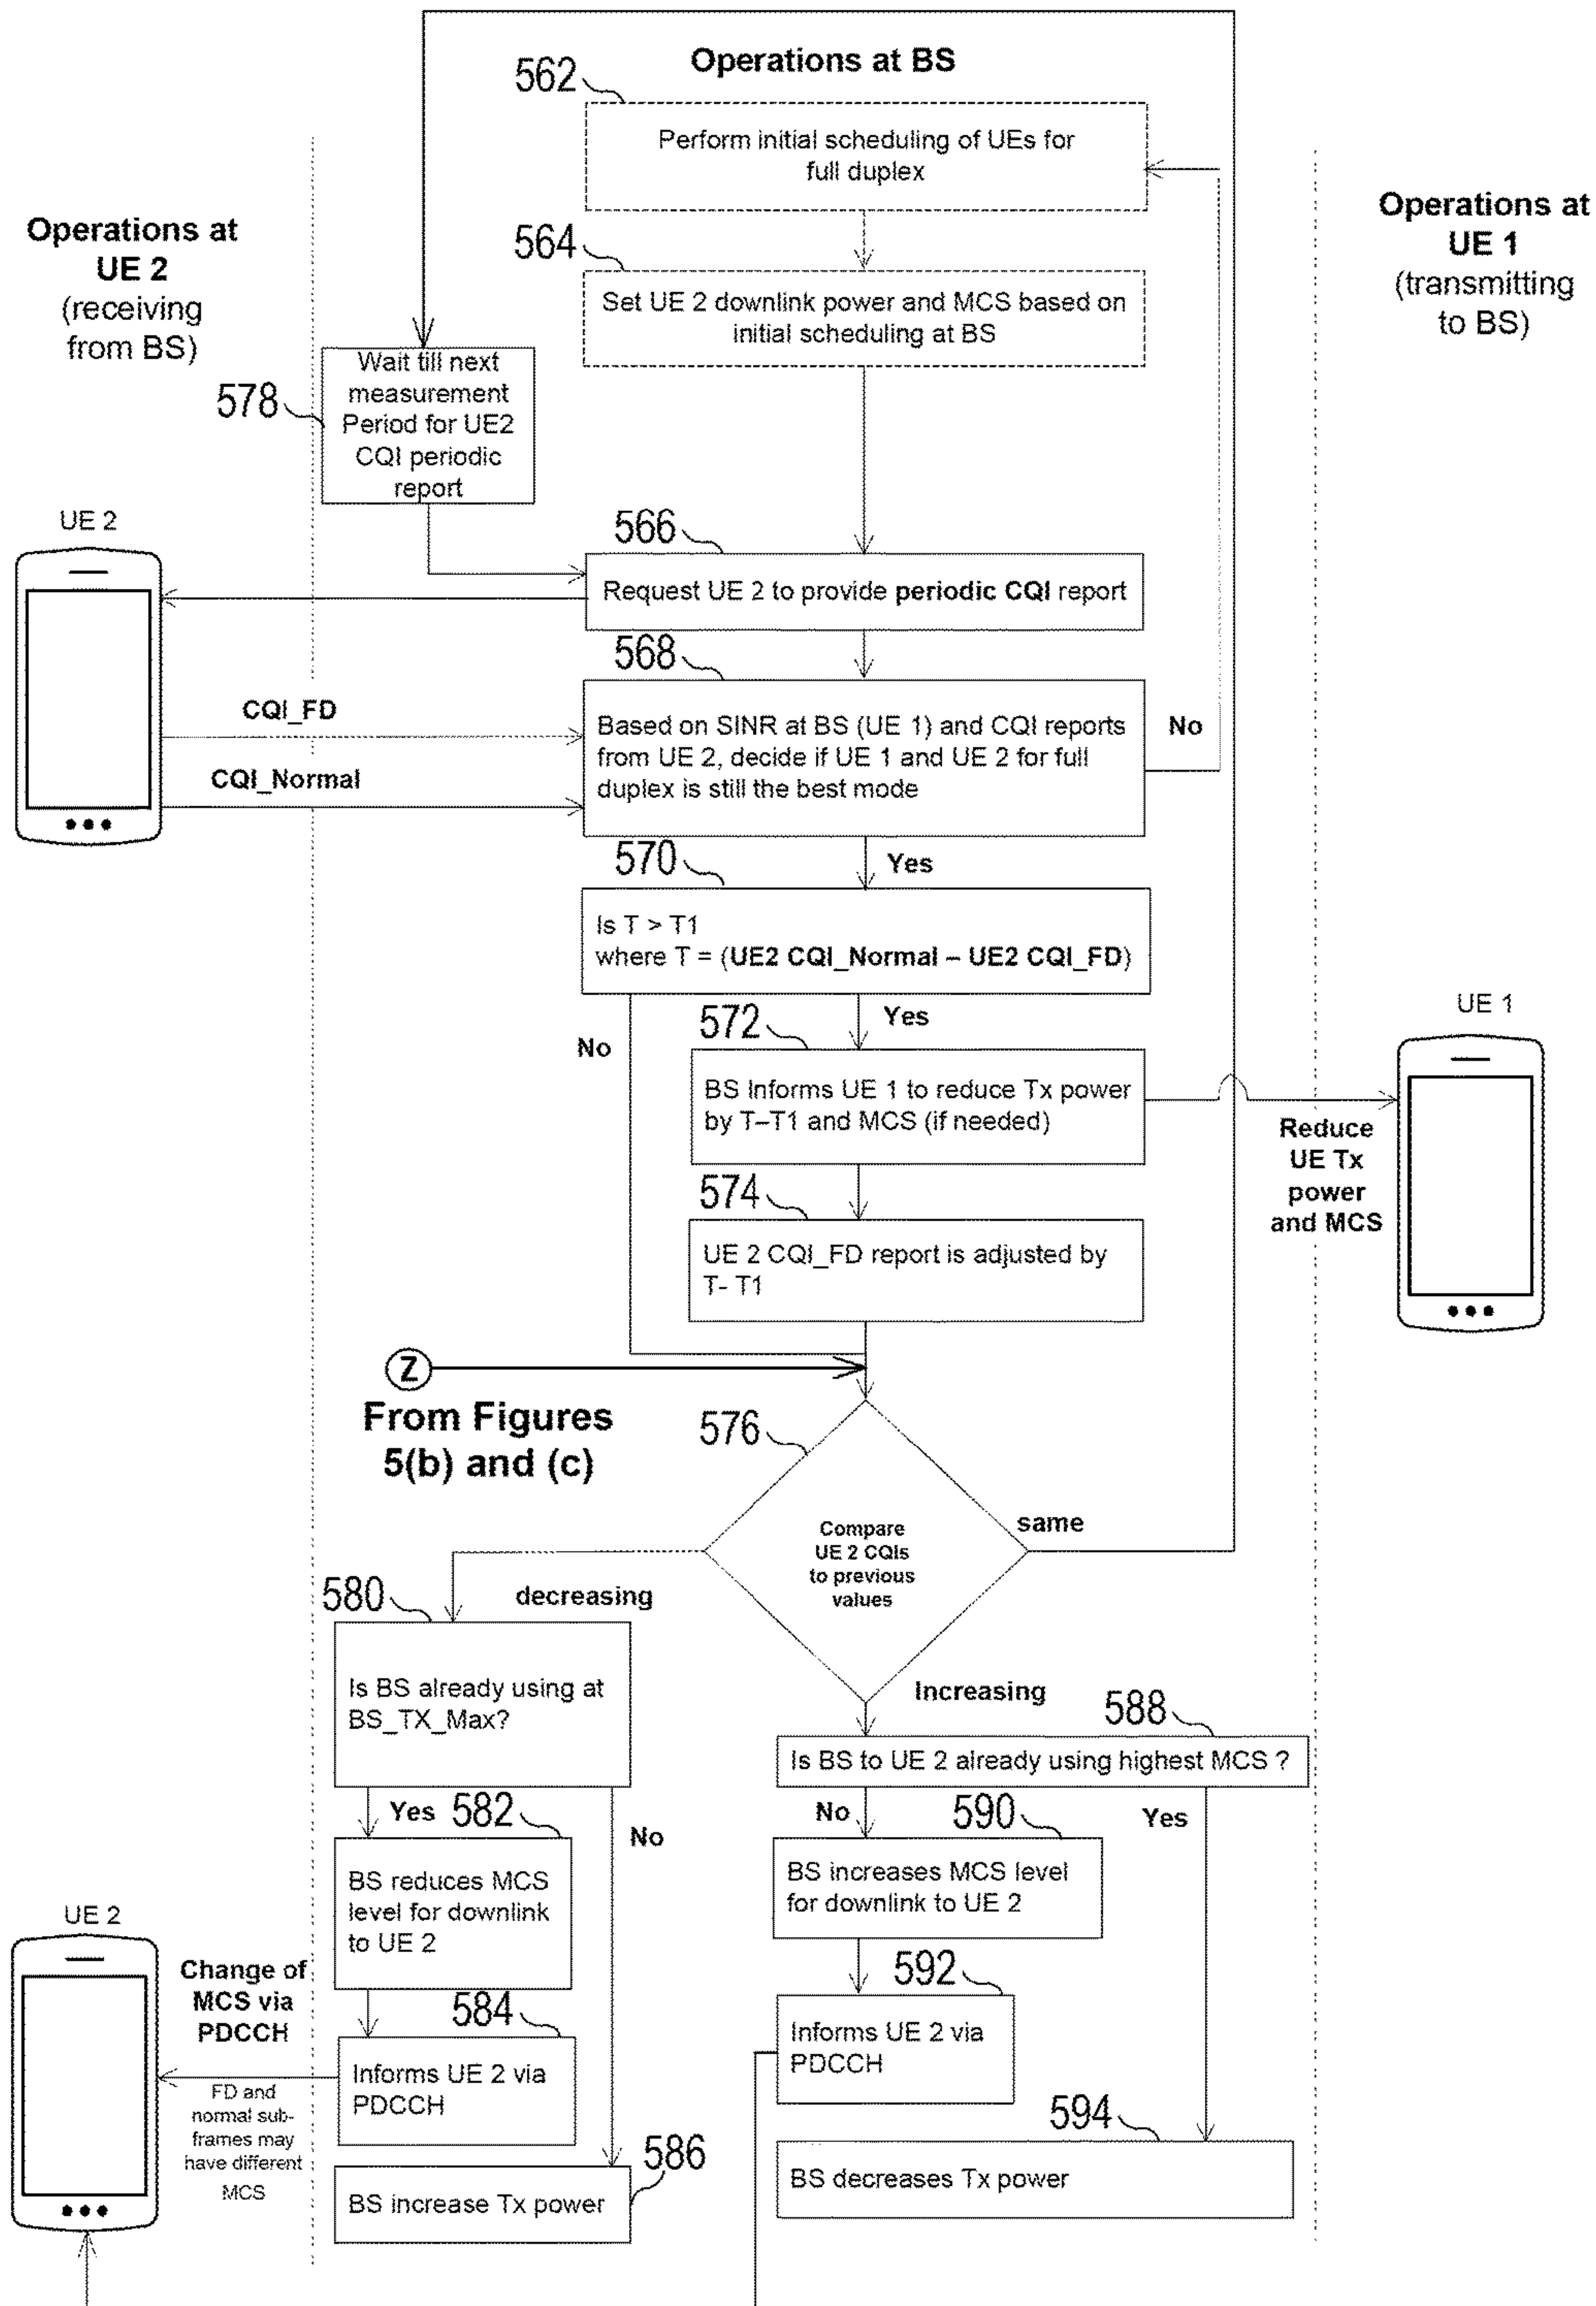 Operations at BS
562
Perform initial scheduling of UEs for
full duplex
Operations at
UE 2
(receiving
from BS)
Operations at
UE 1
(transmitting
to BS)
564
Set UE 2 downlink power and MCS based on
initial scheduling at BS
578
Wait till next
measurement
Period for UE2
CQI periodic
report
UE 2
566
Request UE 2 to provide periodic CQI report
568
CQI_FD
CQI_Normal
Based on SINR at BS (UE 1) and CQI reports
from UE 2, decide if UE 1 and UE 2 for full
duplex is still the best mode
No
Yes
570
Is T > T1
where T = (UE2 CQI_Normal – UE2 CQI_FD)
Yes
No
572
BS Informs UE 1 to reduce Tx power
by T–T1 and MCS (if needed)
UE 1
Reduce
UE Tx
power
and MCS
574
UE 2 CQI_FD report is adjusted by
T- T1
Z
From Figures
5(b) and (c)
576
Compare
UE 2 CQIs
to previous
values
same
decreasing
Increasing
580
Is BS already using at
BS_TX_Max?
588
Is BS to UE 2 already using highest MCS ?
Yes
No
582
BS reduces MCS
level for downlink
to UE 2
No
Yes
590
BS increases MCS level
for downlink to UE 2
UE 2
Change of
MCS via
PDCCH
FD and
normal sub-
frames may
have different
MCS
584
Informs UE 2 via
PDCCH
592
Informs UE 2 via
PDCCH
586
BS increase Tx power
594
BS decreases Tx power